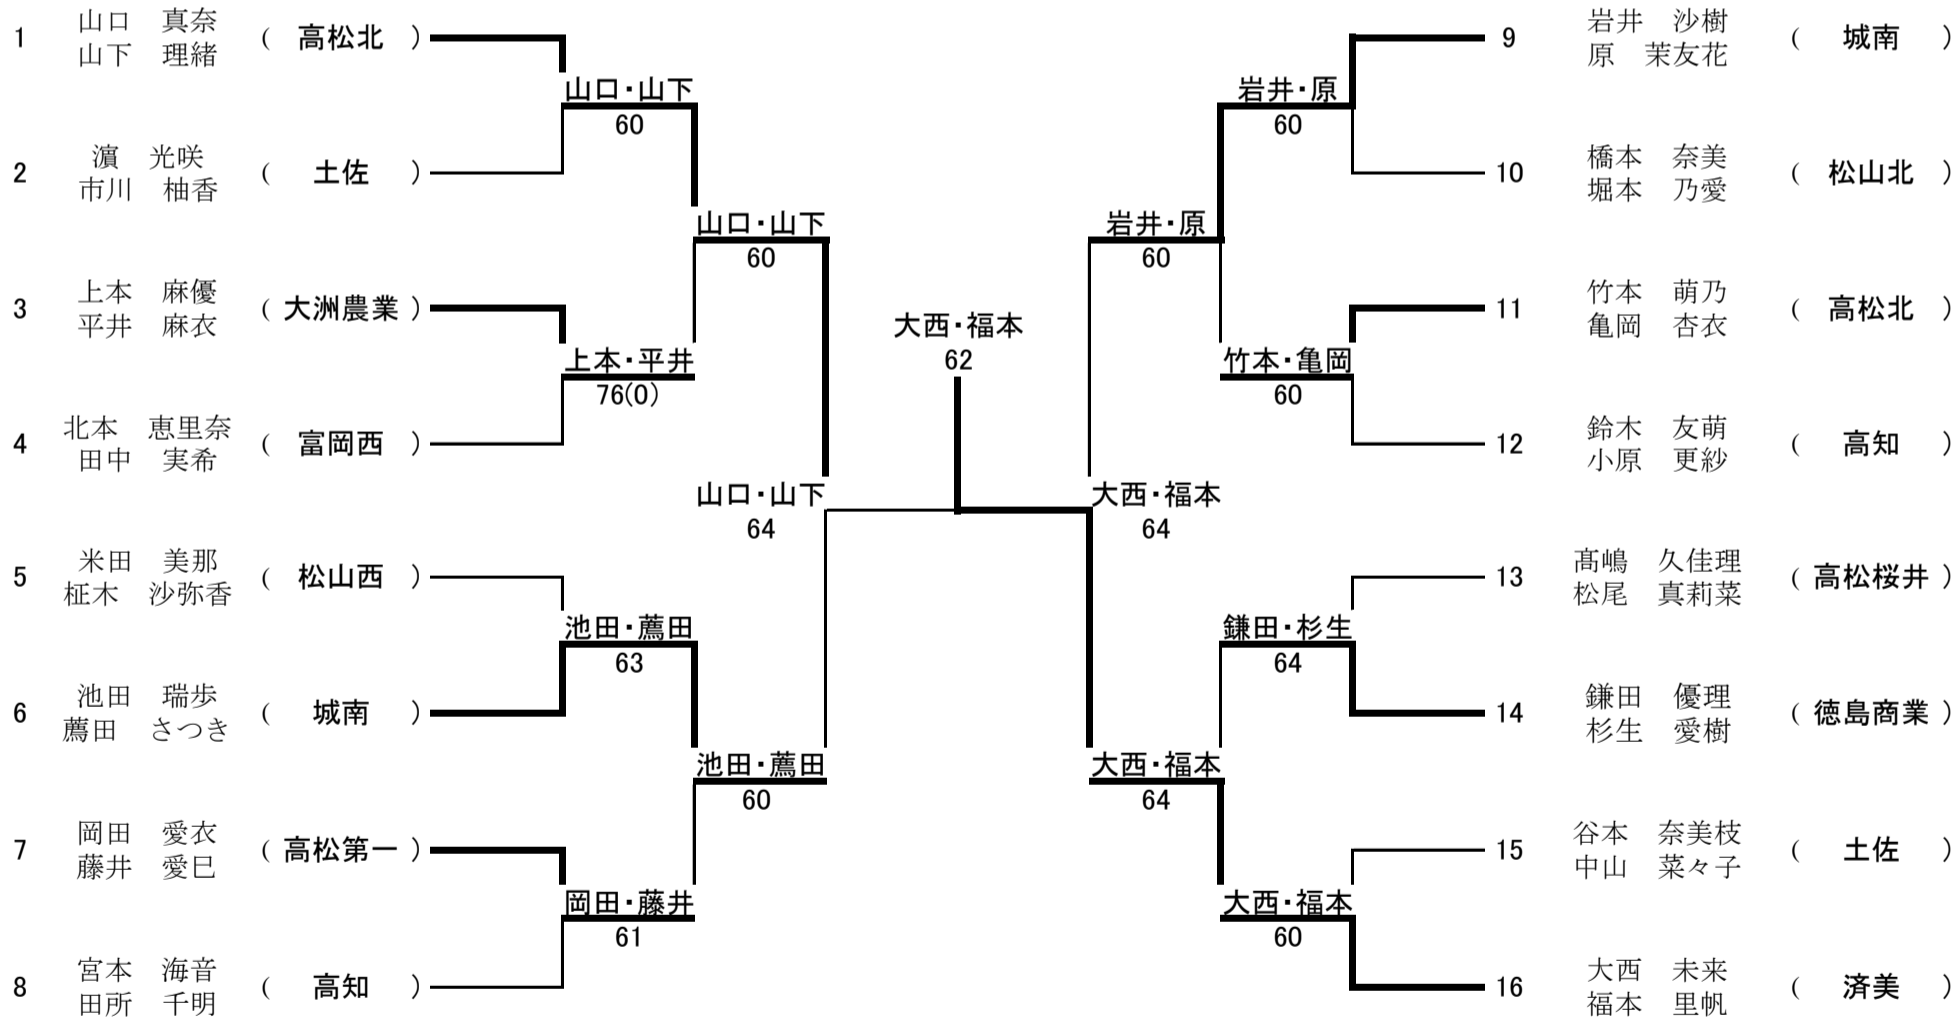 1 山口 真奈
山下 理緒 ( 高松北 )
2 濵 光咲
市川 柚香 ( 土佐 )
3 上本 麻優
平井 麻衣 ( 大洲農業 )
4 北本 恵里奈
田中 実希 ( 富岡西 )
5 米田 美那
柾木 沙弥香 ( 松山西 )
6 池田 瑞歩
薦田 さつき ( 城南 )
7 岡田 愛衣
藤井 愛巳 ( 高松第一 )
8 宮本 海音
田所 千明 ( 高知 )
山口・山下
60
上本・平井
76(0)
池田・薦田
63
岡田・藤井
61
山口・山下
60
池田・薦田
60
山口・山下
64
大西・福本
62
大西・福本
64
岩井・原
60
大西・福本
64
岩井・原
60
竹本・亀岡
60
鎌田・杉生
64
大西・福本
60
9 岩井 沙樹
原 茉友花 ( 城南 )
10 橋本 奈美
堀本 乃愛 ( 松山北 )
11 竹本 萌乃
亀岡 杏衣 ( 高松北 )
12 鈴木 友萌
小原 更紗 ( 高知 )
13 髙嶋 久佳理
松尾 真莉菜 ( 高松桜井 )
14 鎌田 優理
杉生 愛樹 ( 徳島商業 )
15 谷本 奈美枝
中山 菜々子 ( 土佐 )
16 大西 未来
福本 里帆 ( 済美 )